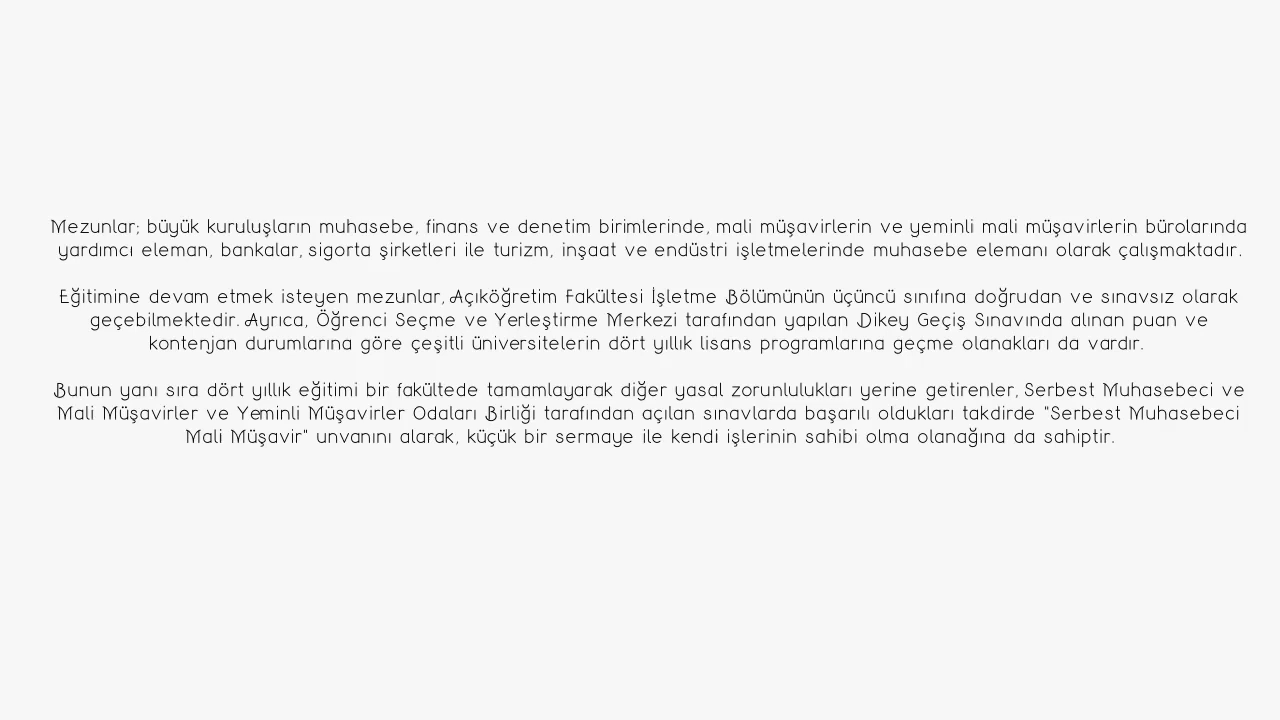 Mezunlar; büyük kuruluşların muhasebe, finans ve denetim birimlerinde, mali müşavirlerin ve yeminli mali müşavirlerin bürolarında
yardımcı eleman, bankalar, sigorta şirketleri ile turizm, inşaat ve endüstri işletmelerinde muhasebe elemanı olarak çalışmaktadır.
Eğitimine devam etmek isteyen mezunlar, Açıköğretim Fakültesi İşletme Bölümünün üçüncü sınıfına doğrudan ve sınavsız olarak
geçebilmektedir. Ayrıca, Öğrenci Seçme ve Yerleştirme Merkezi tarafından yapılan Dikey Geçiş Sınavında alınan puan ve
kontenjan durumlarına göre çeşitli üniversitelerin dört yıllık lisans programlarına geçme olanakları da vardır.
Bunun yanı sıra dört yıllık eğitimi bir fakültede tamamlayarak diğer yasal zorunlulukları yerine getirenler, Serbest Muhasebeci ve
Mali Müşavirler ve Yeminli Müşavirler Odaları Birliği tarafından açılan sınavlarda başarılı oldukları takdirde "Serbest Muhasebeci
Mali Müşavir" unvanını alarak, küçük bir sermaye ile kendi işlerinin sahibi olma olanağına da sahiptir.